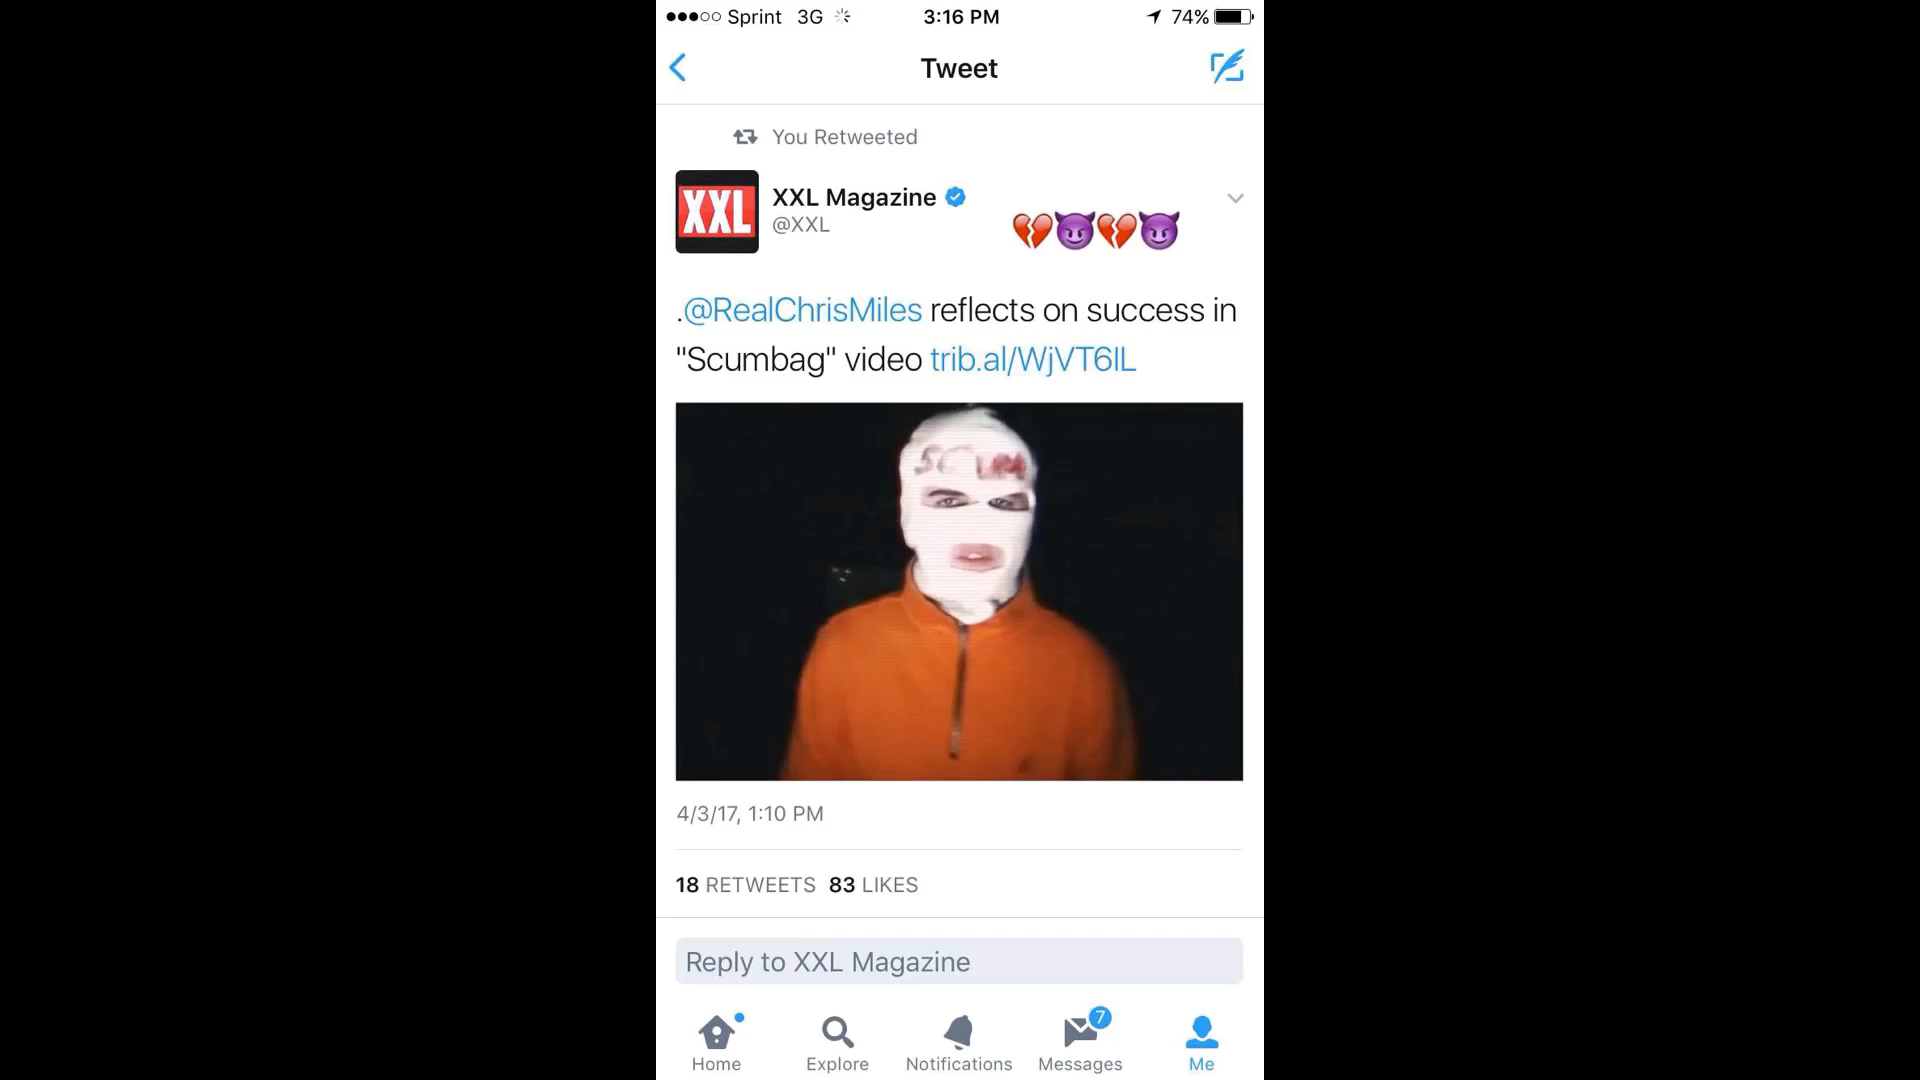 Sprint 3G 3:16 PM 74%
Tweet
You Retweeted
XXL
XXL Magazine
@XXL
.@RealChrisMiles reflects on success in
"Scumbag" video trib.al/WjVT6IL
SCUM
4/3/17, 1:10 PM
18 RETWEETS 83 LIKES
Reply to XXL Magazine
7
Home Explore Notifications Messages Me